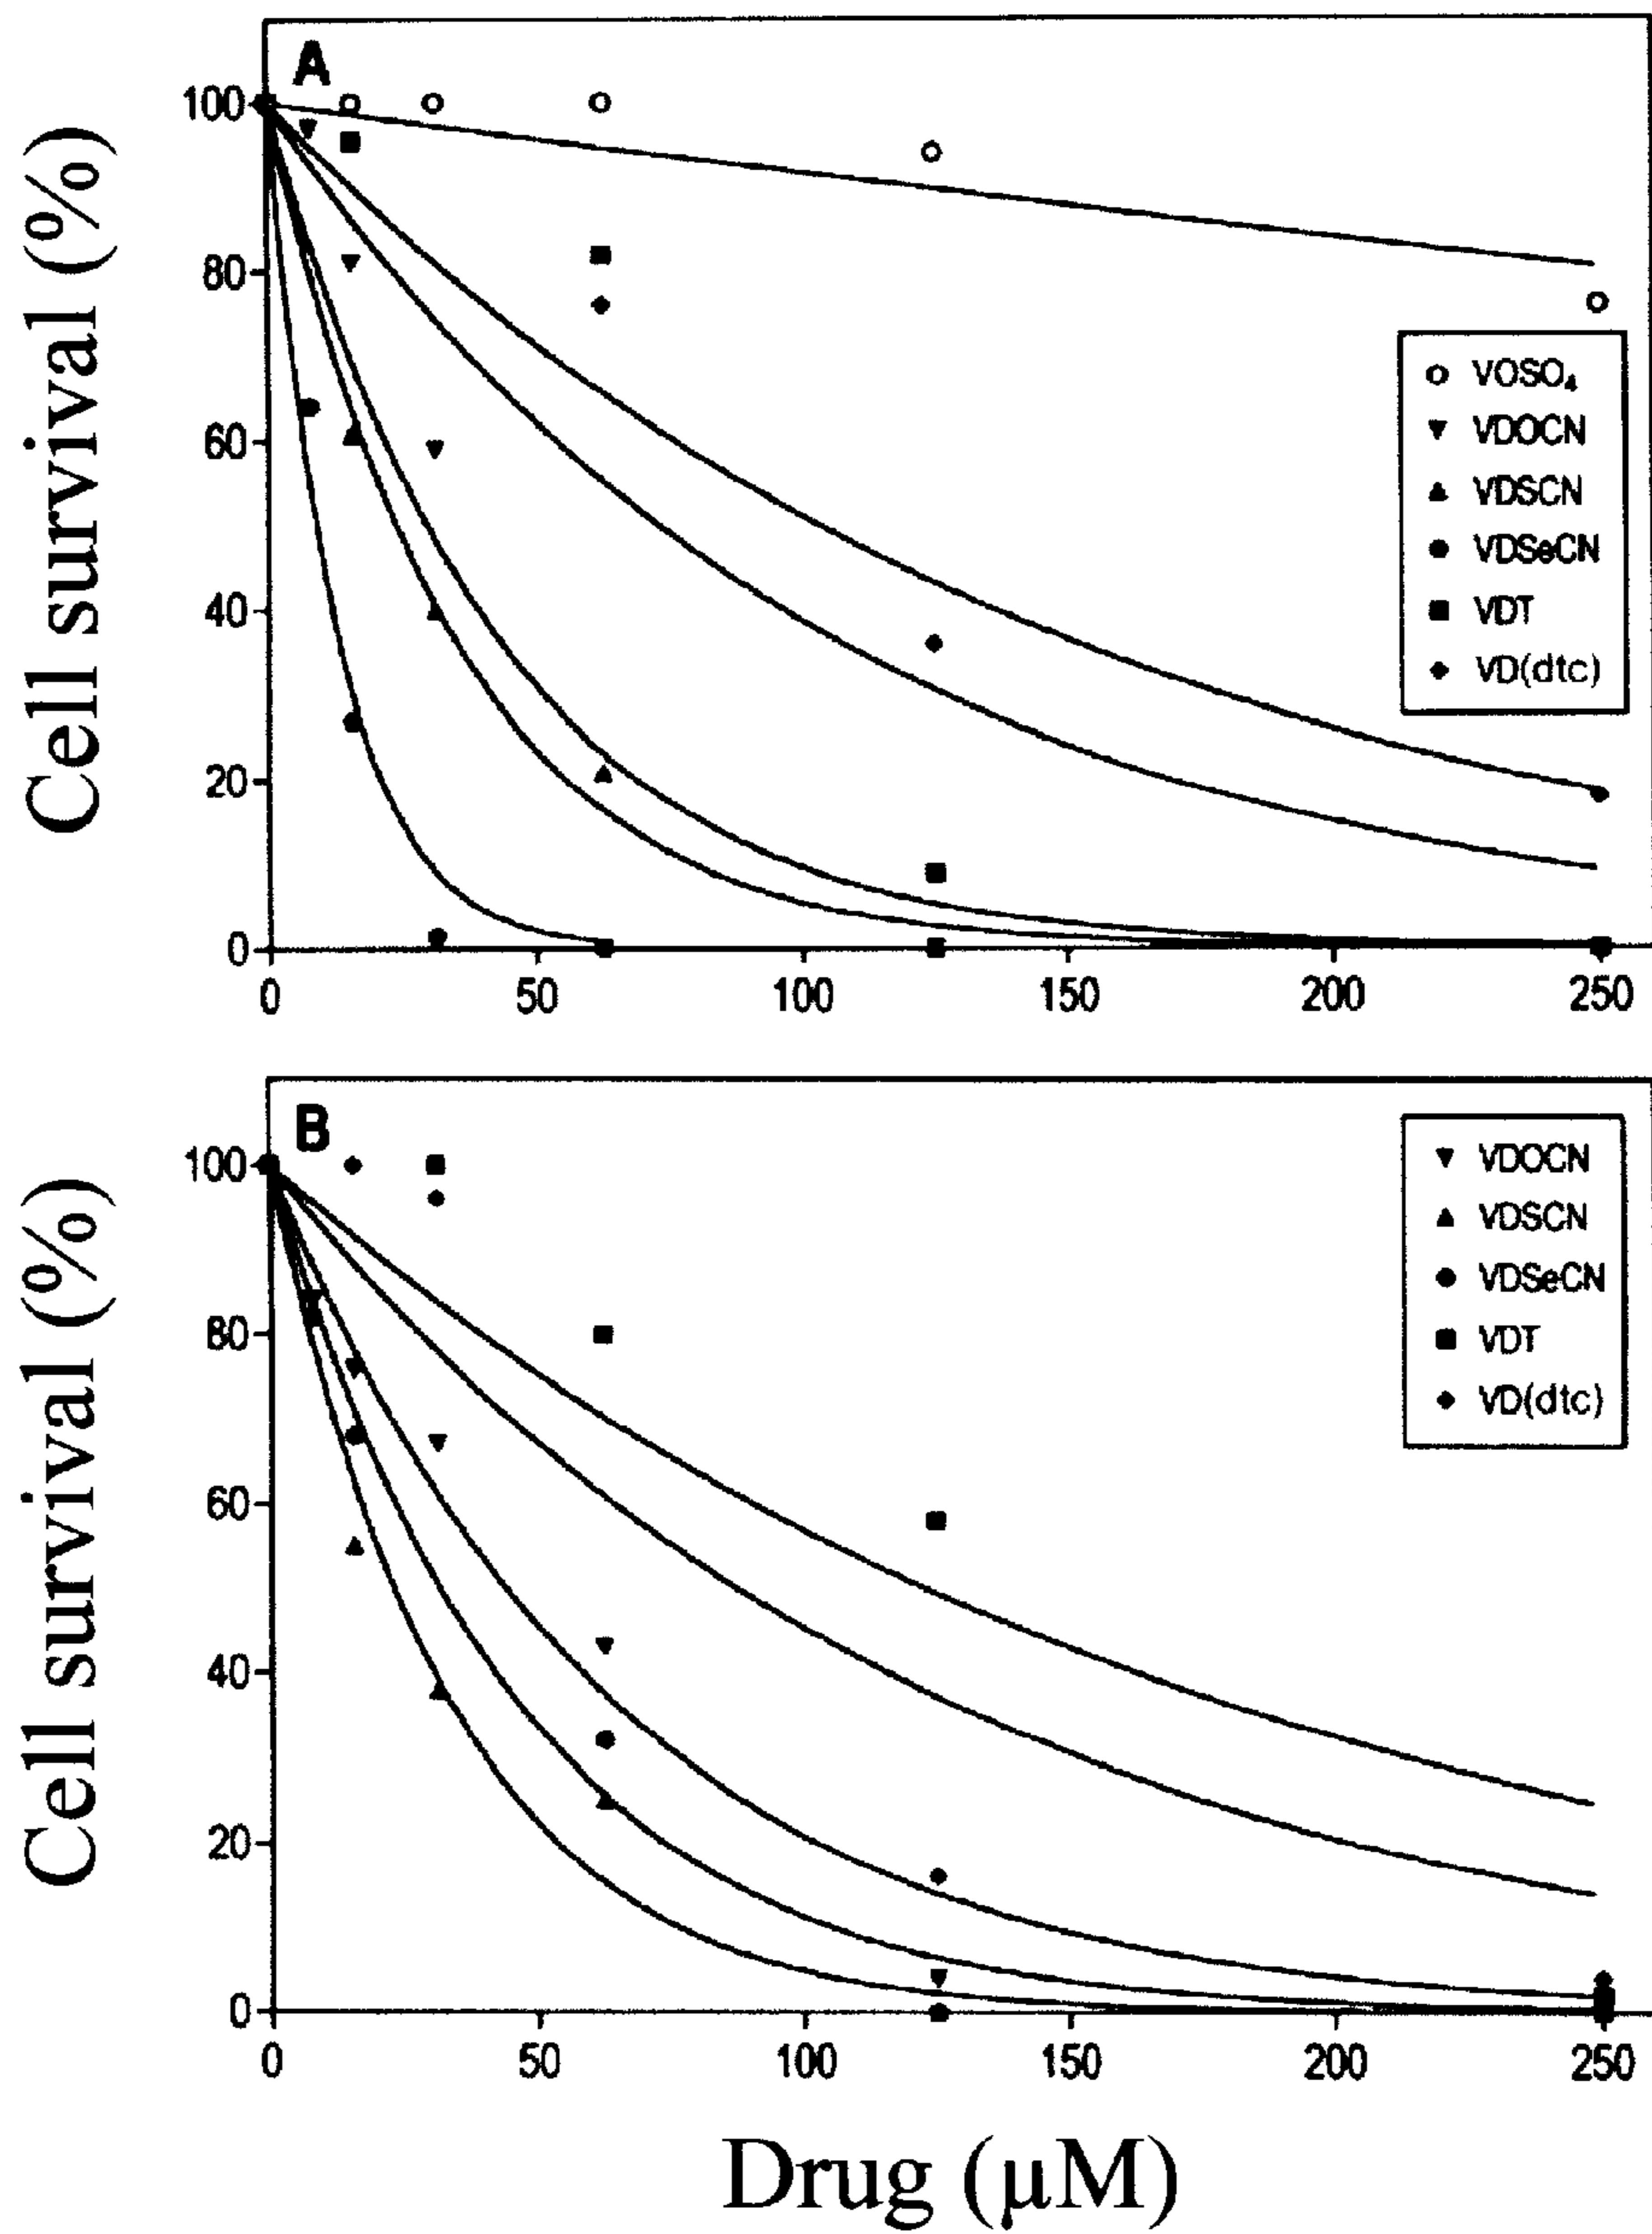 A
Cell survival (%)
100
80
60
40
20
0
0 50 100 150 200 250
VOSO₄
VDOCN
VDSCN
VDSeCN
VDT
VD(dtc)
B
Cell survival (%)
100
80
60
40
20
0
0 50 100 150 200 250
VDOCN
VDSCN
VDSeCN
VDT
VD(dtc)
Drug (µM)